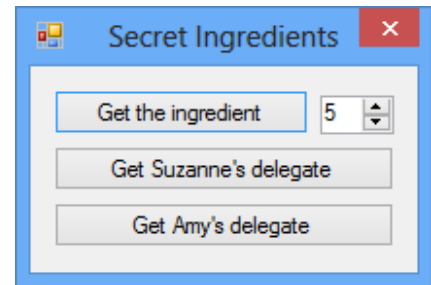 Secret Ingredients
Get the ingredient 5
Get Suzanne's delegate
Get Amy's delegate